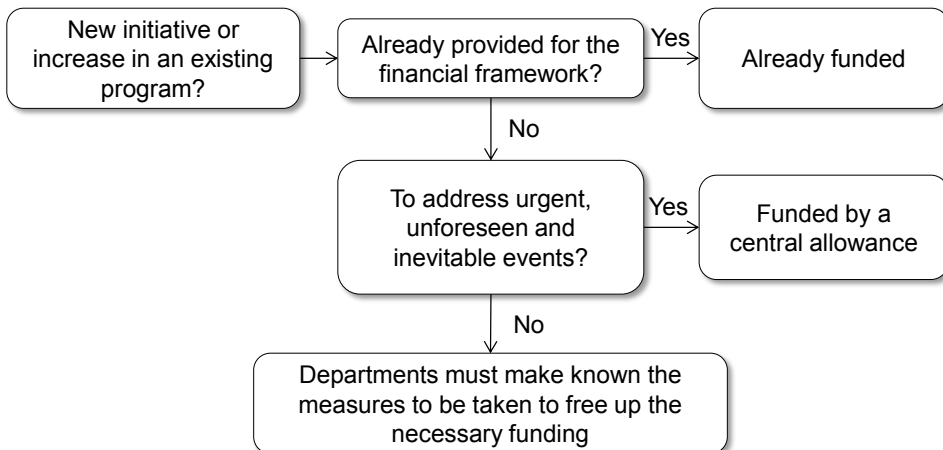 New initiative or
increase in an existing
program?
Already provided for the
financial framework?
Yes
Already funded
No
To address urgent,
unforeseen and
inevitable events?
Yes
Funded by a
central allowance
No
Departments must make known the
measures to be taken to free up the
necessary funding